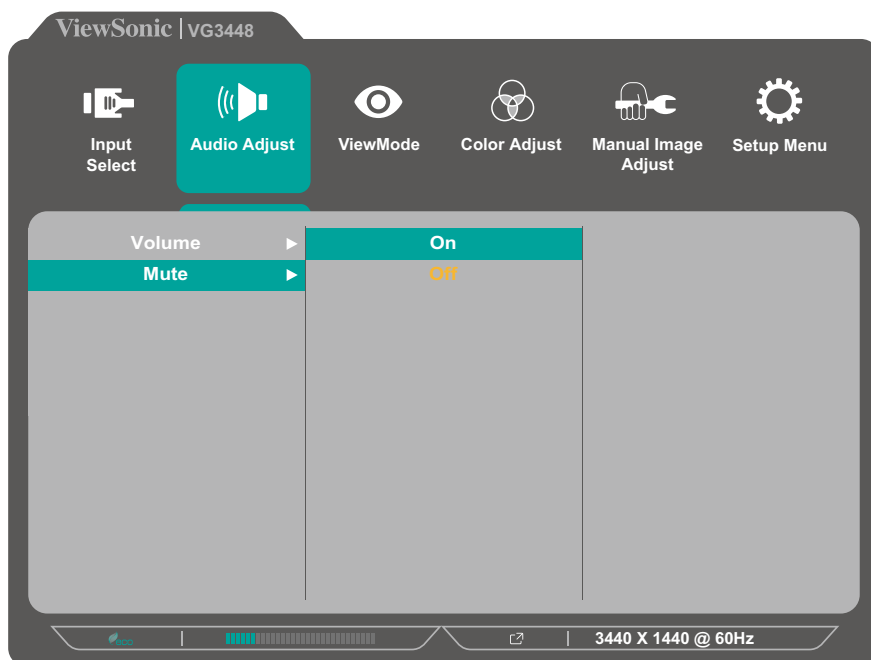 ViewSonic | VG3448
Input Select
Audio Adjust
ViewMode
Color Adjust
Manual Image Adjust
Setup Menu
Volume
On
Mute
Off
eco
3440 X 1440 @ 60Hz